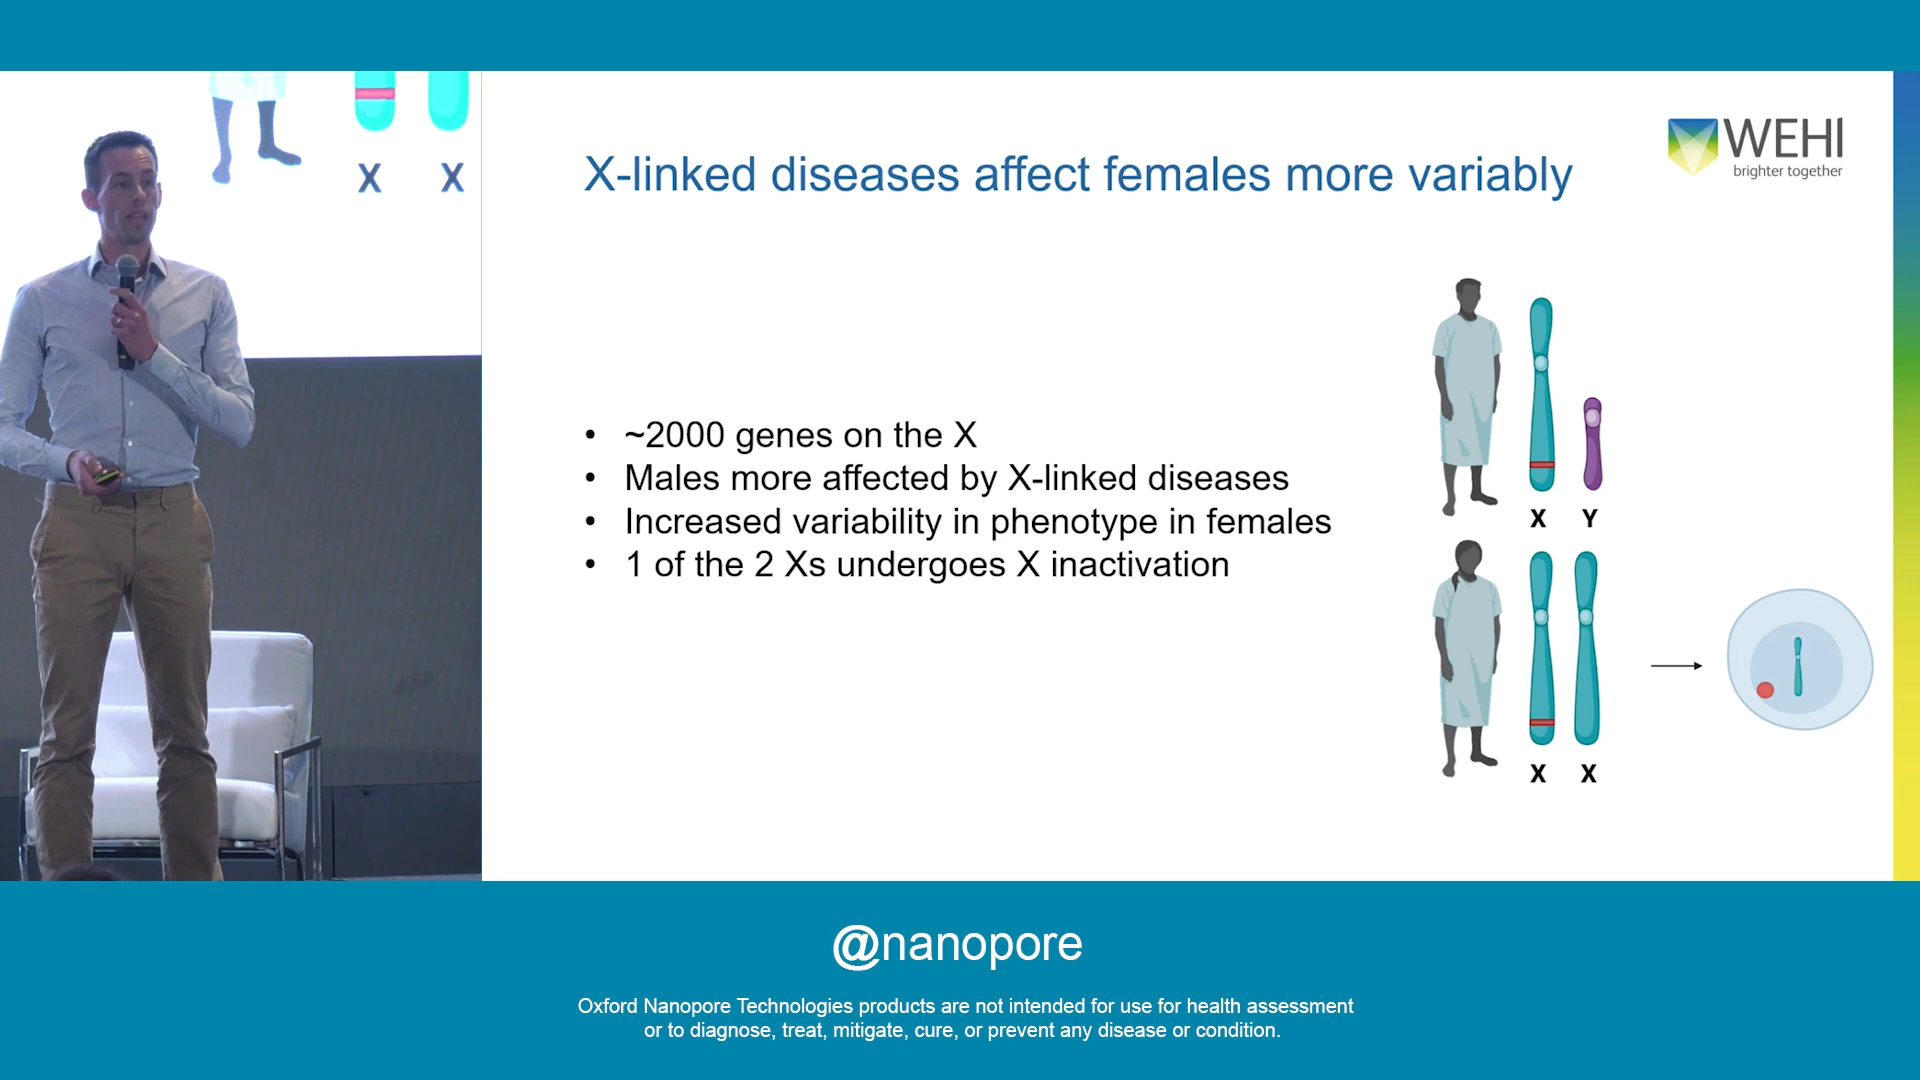 X X
X-linked diseases affect females more variably
WEHI
brighter together
• ~2000 genes on the X
• Males more affected by X-linked diseases
• Increased variability in phenotype in females
• 1 of the 2 Xs undergoes X inactivation
X Y
X X
@nanopore
Oxford Nanopore Technologies products are not intended for use for health assessment
or to diagnose, treat, mitigate, cure, or prevent any disease or condition.